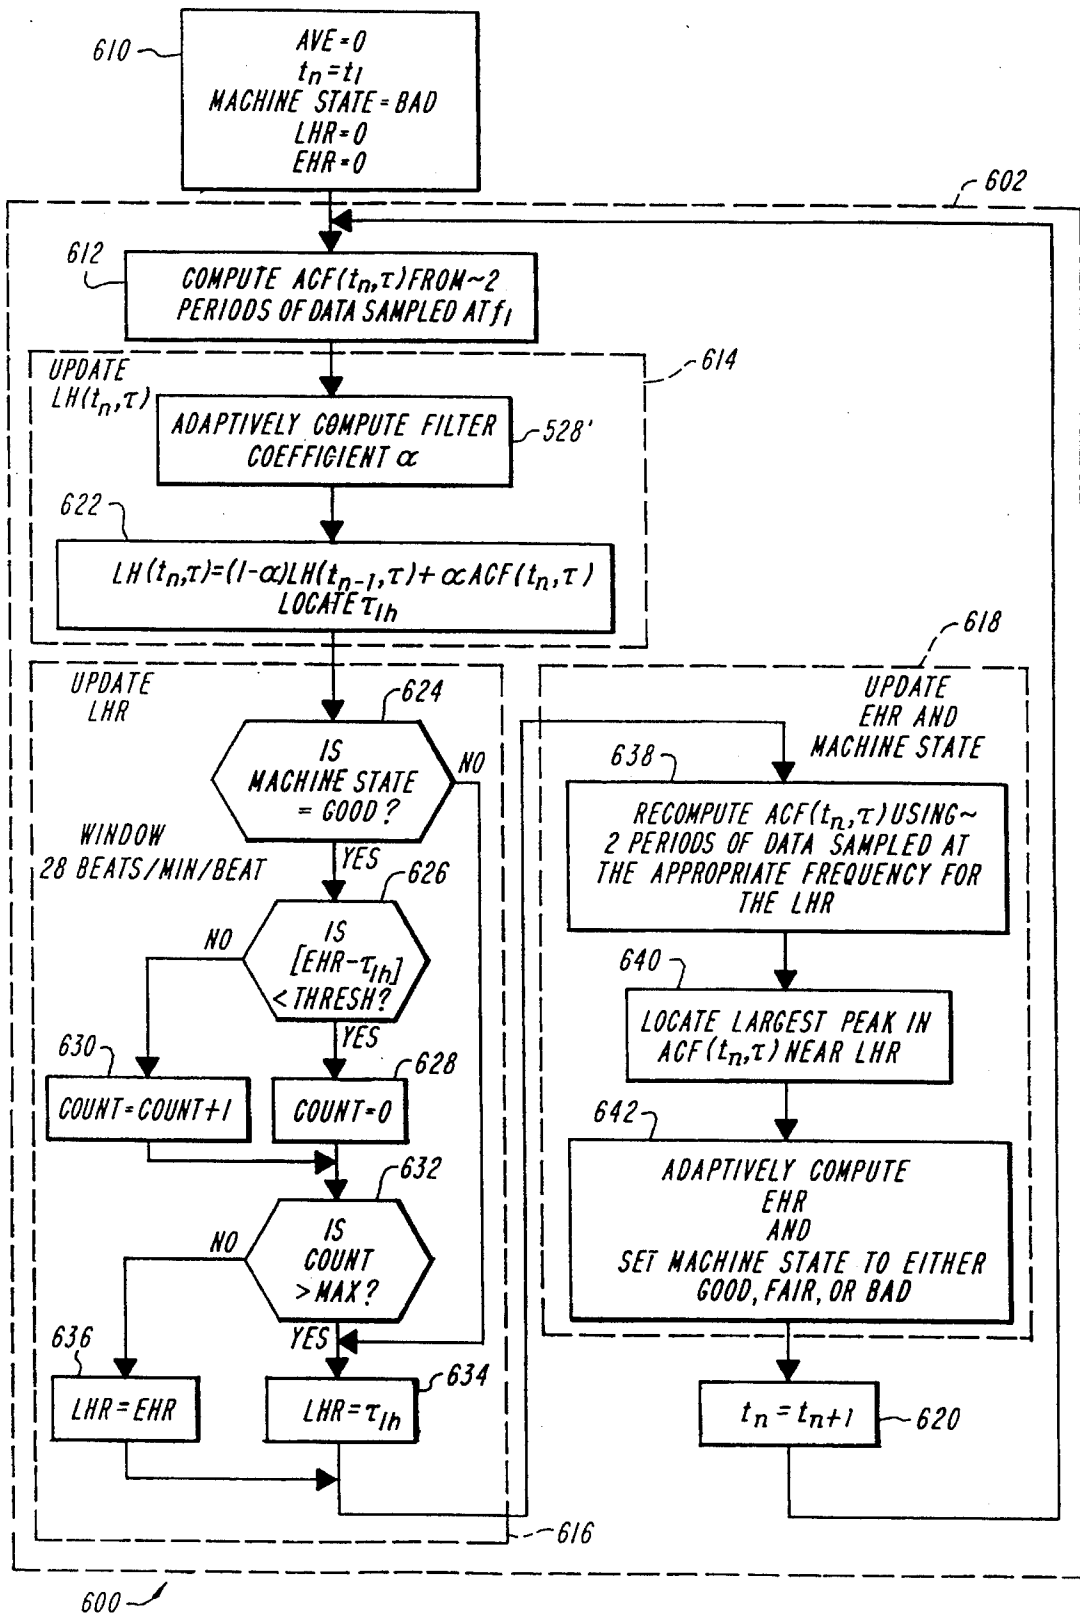 610
AVE=0
tn=t1
MACHINE STATE=BAD
LHR=0
EHR=0
602
612
COMPUTE ACF(tn,τ)FROM~2
PERIODS OF DATA SAMPLED AT f1
614
UPDATE
LH(tn,τ)
ADAPTIVELY COMPUTE FILTER
COEFFICIENT α
528'
622
LH(tn,τ)=(1-α)LH(tn-1,τ)+αACF(tn,τ)
LOCATE τlh
UPDATE
LHR
624
IS
MACHINE STATE
=GOOD?
NO
YES
WINDOW
28 BEATS/MIN/BEAT
626
IS
[EHR-τlh]
<THRESH?
NO
YES
630
COUNT=COUNT+1
628
COUNT=0
632
IS
COUNT
>MAX?
NO
YES
636
LHR=EHR
634
LHR=τlh
616
618
UPDATE
EHR AND
MACHINE STATE
638
RECOMPUTE ACF(tn,τ)USING~
2 PERIODS OF DATA SAMPLED AT
THE APPROPRIATE FREQUENCY FOR
THE LHR
640
LOCATE LARGEST PEAK IN
ACF(tn,τ)NEAR LHR
642
ADAPTIVELY COMPUTE
EHR
AND
SET MACHINE STATE TO EITHER
GOOD, FAIR, OR BAD
tn=tn+1
620
600